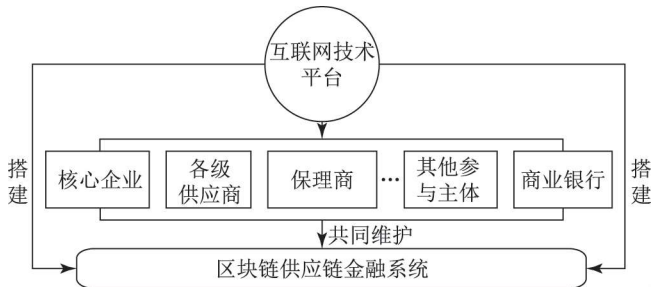 互联网技术
平台
搭
建
核心企业
各级
供应商
保理商
…
其他参
与主体
商业银行
搭
建
共同维护
区块链供应链金融系统